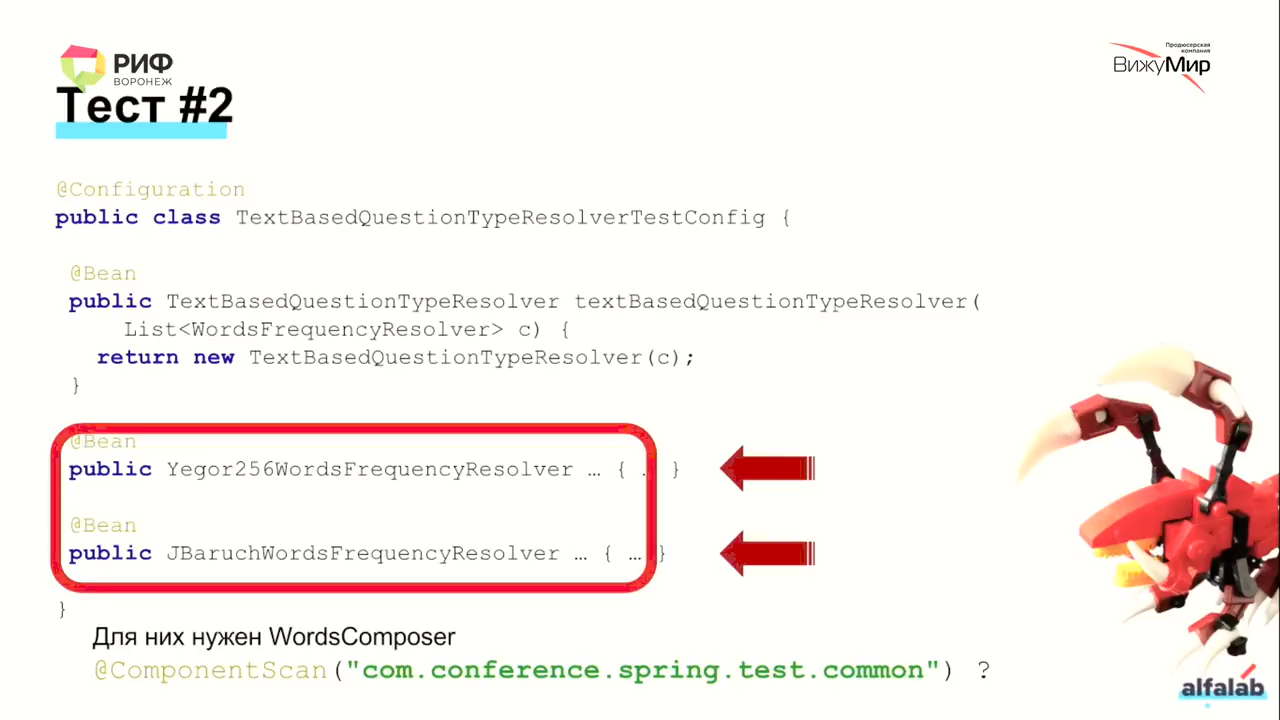 РИФ
ВОРОНЕЖ
Продюсерская
компания
ВижуМир
Тест #2
@Configuration
public class TextBasedQuestionTypeResolverTestConfig {
@Bean
public TextBasedQuestionTypeResolver textBasedQuestionTypeResolver(
List<WordsFrequencyResolver> c) {
return new TextBasedQuestionTypeResolver(c);
}
@Bean
public Yegor256WordsFrequencyResolver … { … }
@Bean
public JBaruchWordsFrequencyResolver … { … }
}
Для них нужен WordsComposer
@ComponentScan("com.conference.spring.test.common") ?
alfalab